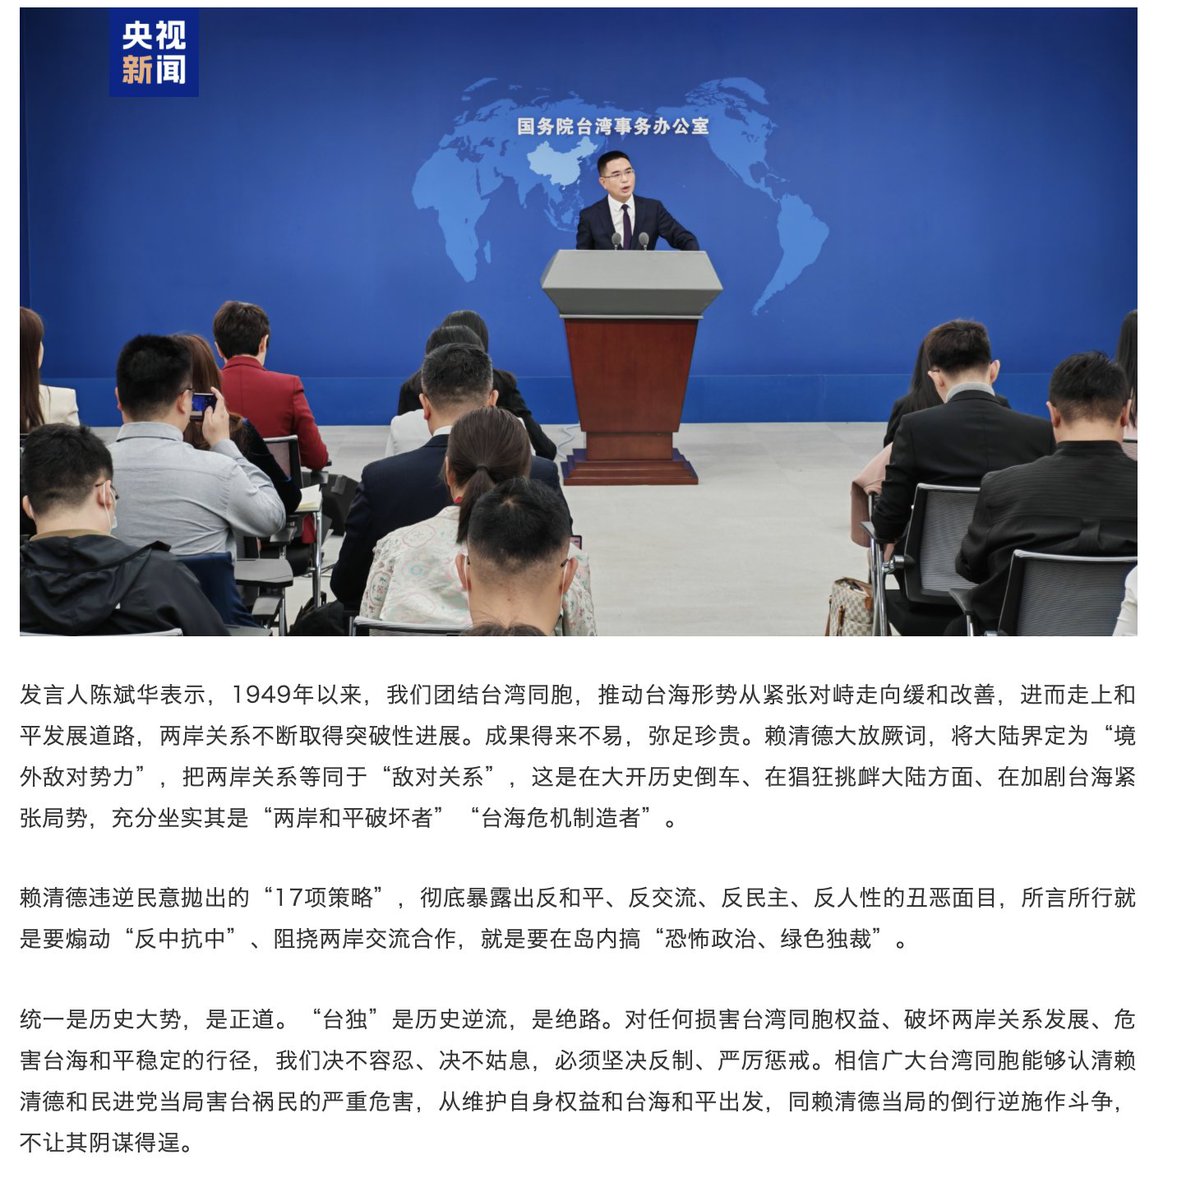 央视
新闻
国务院台湾事务办公室
发言人陈斌华表示，1949年以来，我们团结台湾同胞，推动台海形势从紧张对峙走向缓和改善，进而走上和
平发展道路，两岸关系不断取得突破性进展。成果得来不易，弥足珍贵。赖清德大放厥词，将大陆界定为“境
外敌对势力”，把两岸关系等同于“敌对关系”，这是在大开历史倒车、在猖狂挑衅大陆方面、在加剧台海紧
张局势，充分坐实其是“两岸和平破坏者”“台海危机制造者”。
赖清德违逆民意抛出的“17项策略”，彻底暴露出反和平、反交流、反民主、反人性的丑恶面目，所言所行就
是要煽动“反中抗中”、阻挠两岸交流合作，就是要在岛内搞“恐怖政治、绿色独裁”。
统一是历史大势，是正道。“台独”是历史逆流，是绝路。对任何损害台湾同胞权益、破坏两岸关系发展、危
害台海和平稳定的行径，我们决不容忍、决不姑息，必须坚决反制、严厉惩戒。相信广大台湾同胞能够认清赖
清德和民进党当局害台祸民的严重危害，从维护自身权益和台海和平出发，同赖清德当局的倒行逆施作斗争，
不让其阴谋得逞。